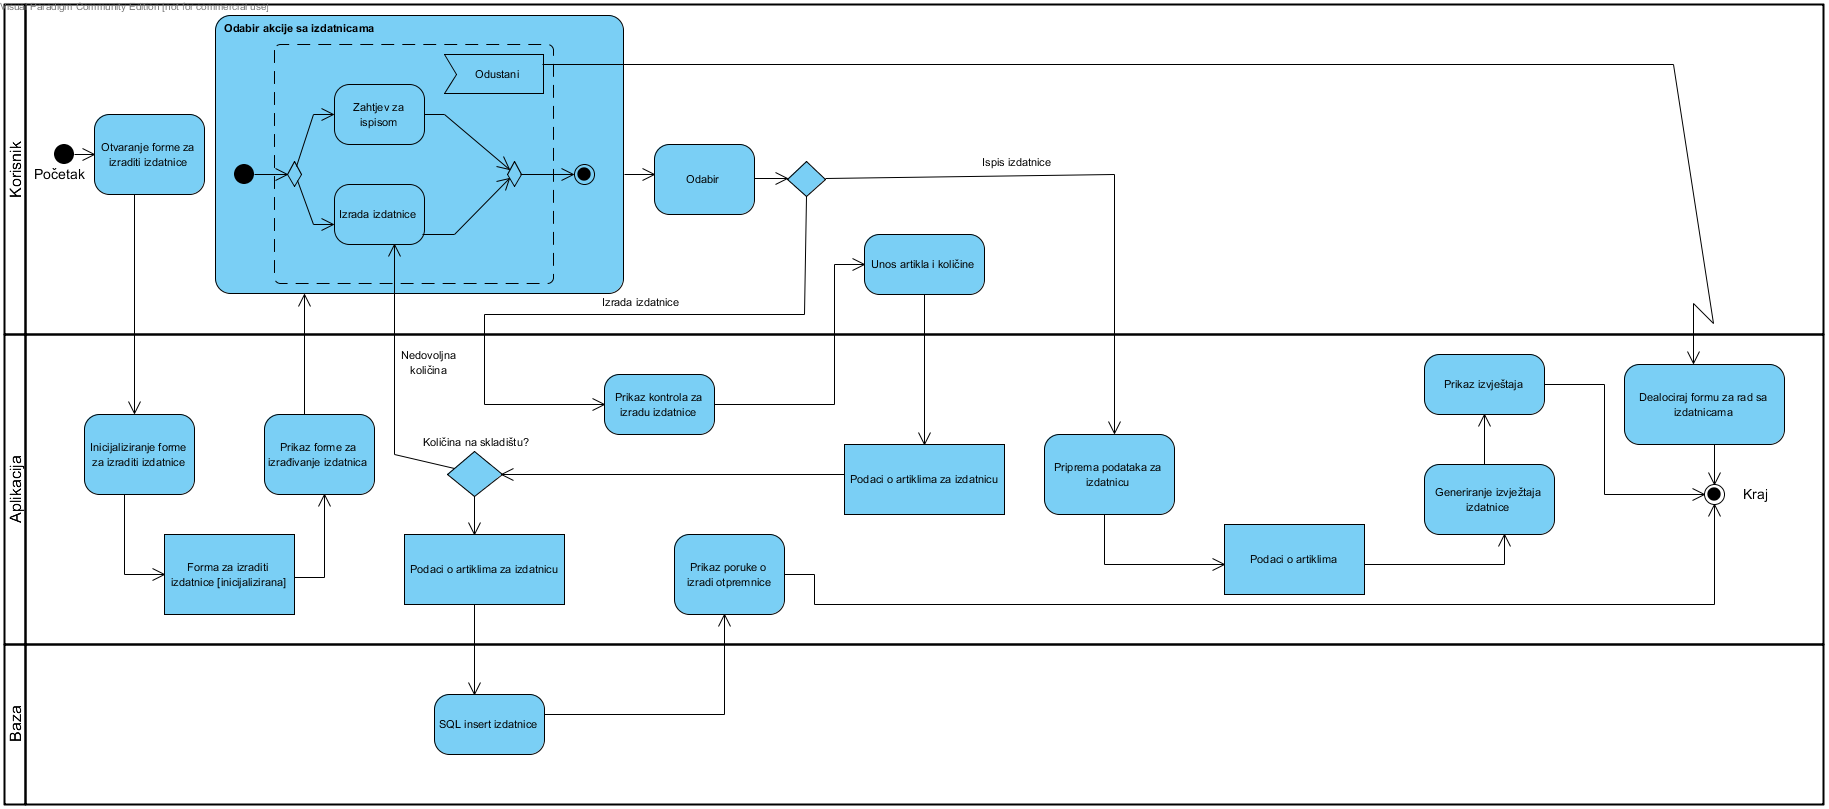 Visual Paradigm Community Edition [not for commercial use]
Korisnik
Početak
Otvaranje forme za
izraditi izdatnice
Odabir akcije sa izdatnicama
Odustani
Zahtjev za
ispisom
Izrada izdatnice
Odabir
Ispis izdatnice
Izrada izdatnice
Unos artikla i količine
Aplikacija
Inicijaliziranje forme
za izraditi izdatnice
Forma za izraditi
izdatnice [inicijalizirana]
Prikaz forme za
izrađivanje izdatnica
Nedovoljna
količina
Količina na skladištu?
Prikaz kontrola za
izradu izdatnice
Podaci o artiklima za izdatnicu
Podaci o artiklima za izdatnicu
Prikaz poruke o
izradi otpremnice
Priprema podataka za
izdatnicu
Podaci o artiklima
Generiranje izvježtaja
izdatnice
Prikaz izvještaja
Dealociraj formu za rad sa
izdatnicama
Kraj
Baza
SQL insert izdatnice